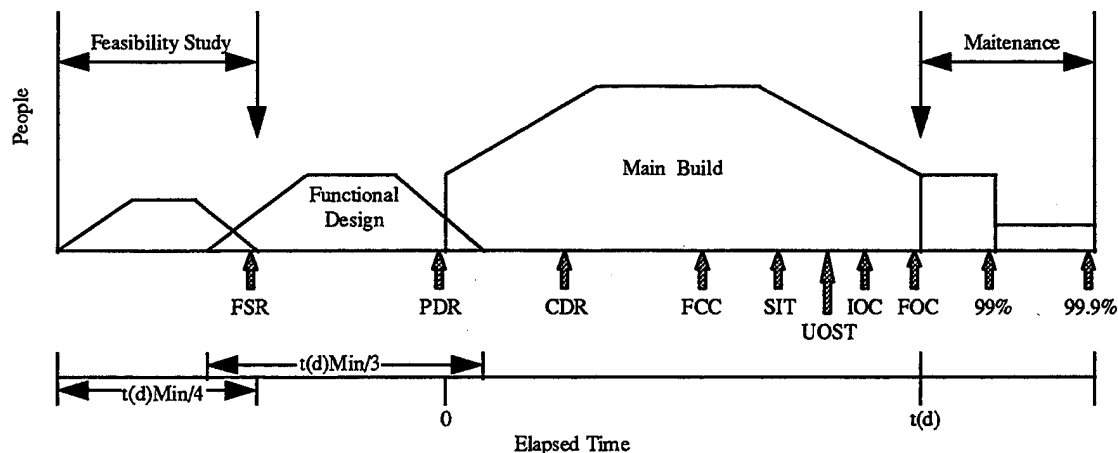 Feasibility Study
Maitenance
People
Main Build
Functional
Design
FSR
PDR
CDR
FCC
SIT
UOST
IOC
FOC
99%
99.9%
t(d)Min/3
t(d)Min/4
0
t(d)
Elapsed Time